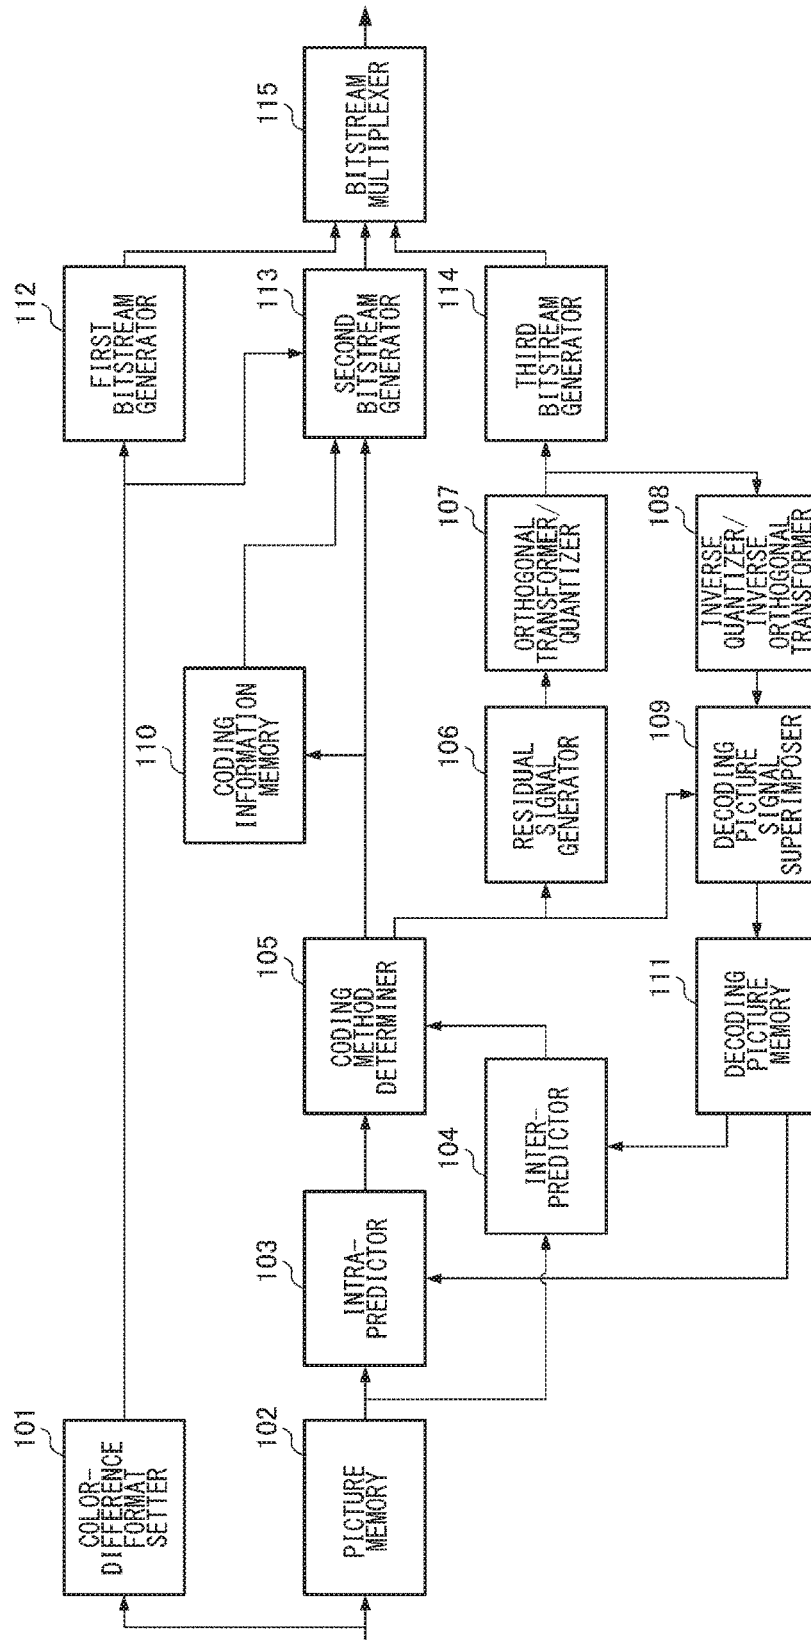 101
COLOR-
DIFFERENCE
FORMAT
SETTER
112
FIRST
BITSTREAM
GENERATOR
110
CODING
INFORMATION
MEMORY
102
PICTURE
MEMORY
103
INTRA-
PREDICTOR
105
CODING
METHOD
DETERMINER
113
SECOND
BITSTREAM
GENERATOR
115
BITSTREAM
MULTIPLEXER
104
INTER-
PREDICTOR
106
RESIDUAL
SIGNAL
GENERATOR
107
ORTHOGONAL
TRANSFORMER/
QUANTIZER
114
THIRD
BITSTREAM
GENERATOR
111
DECODING
PICTURE
MEMORY
109
DECODING
PICTURE
SIGNAL
SUPERIMPOSER
108
INVERSE
QUANTIZER/
INVERSE
ORTHOGONAL
TRANSFORMER